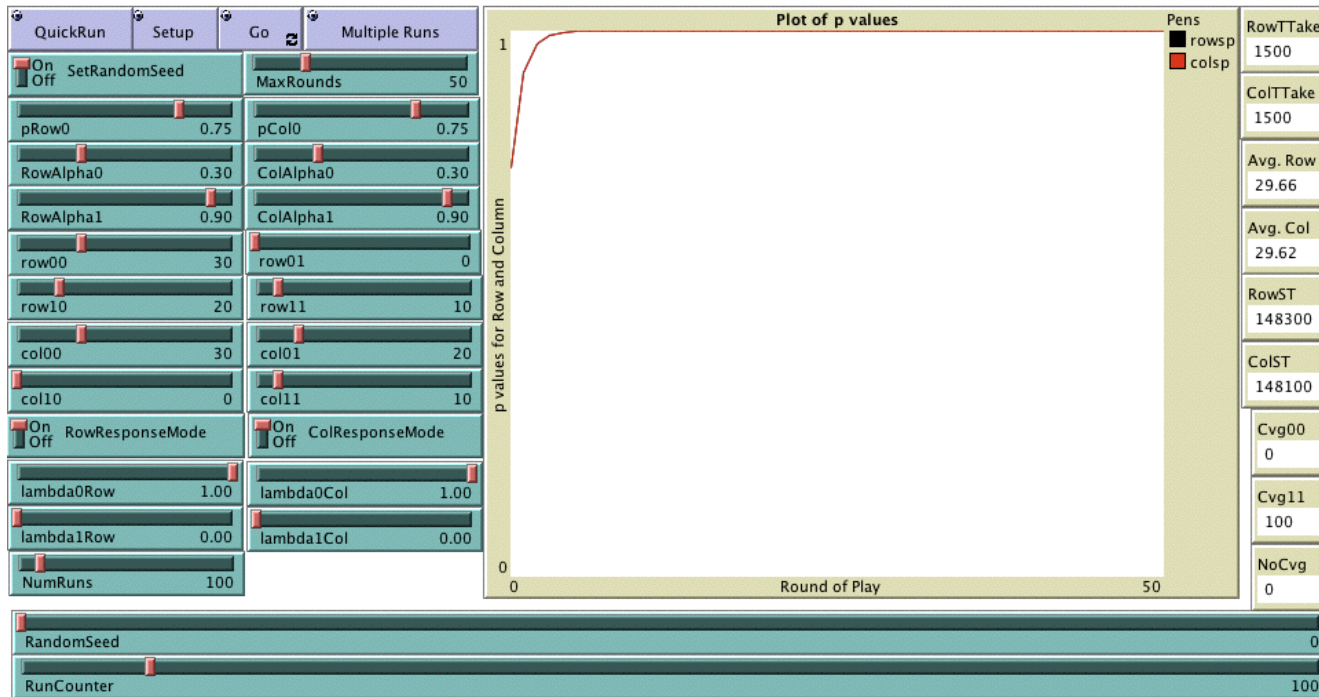 QuickRun Setup Go Multiple Runs
On
Off SetRandomSeed
MaxRounds 50
pRow0 0.75
pCol0 0.75
RowAlpha0 0.30
ColAlpha0 0.30
RowAlpha1 0.90
ColAlpha1 0.90
row00 30
row01 0
row10 20
row11 10
col00 30
col01 20
col10 0
col11 10
On
Off RowResponseMode
On
Off ColResponseMode
lambda0Row 1.00
lambda0Col 1.00
lambda1Row 0.00
lambda1Col 0.00
NumRuns 100
Plot of p values
Pens
rowsp
colsp
p values for Row and Column
1
0
0
Round of Play
50
RowTTake
1500
ColTTake
1500
Avg. Row
29.66
Avg. Col
29.62
RowST
148300
ColST
148100
Cvg00
0
Cvg11
100
NoCvg
0
RandomSeed 0
RunCounter 100